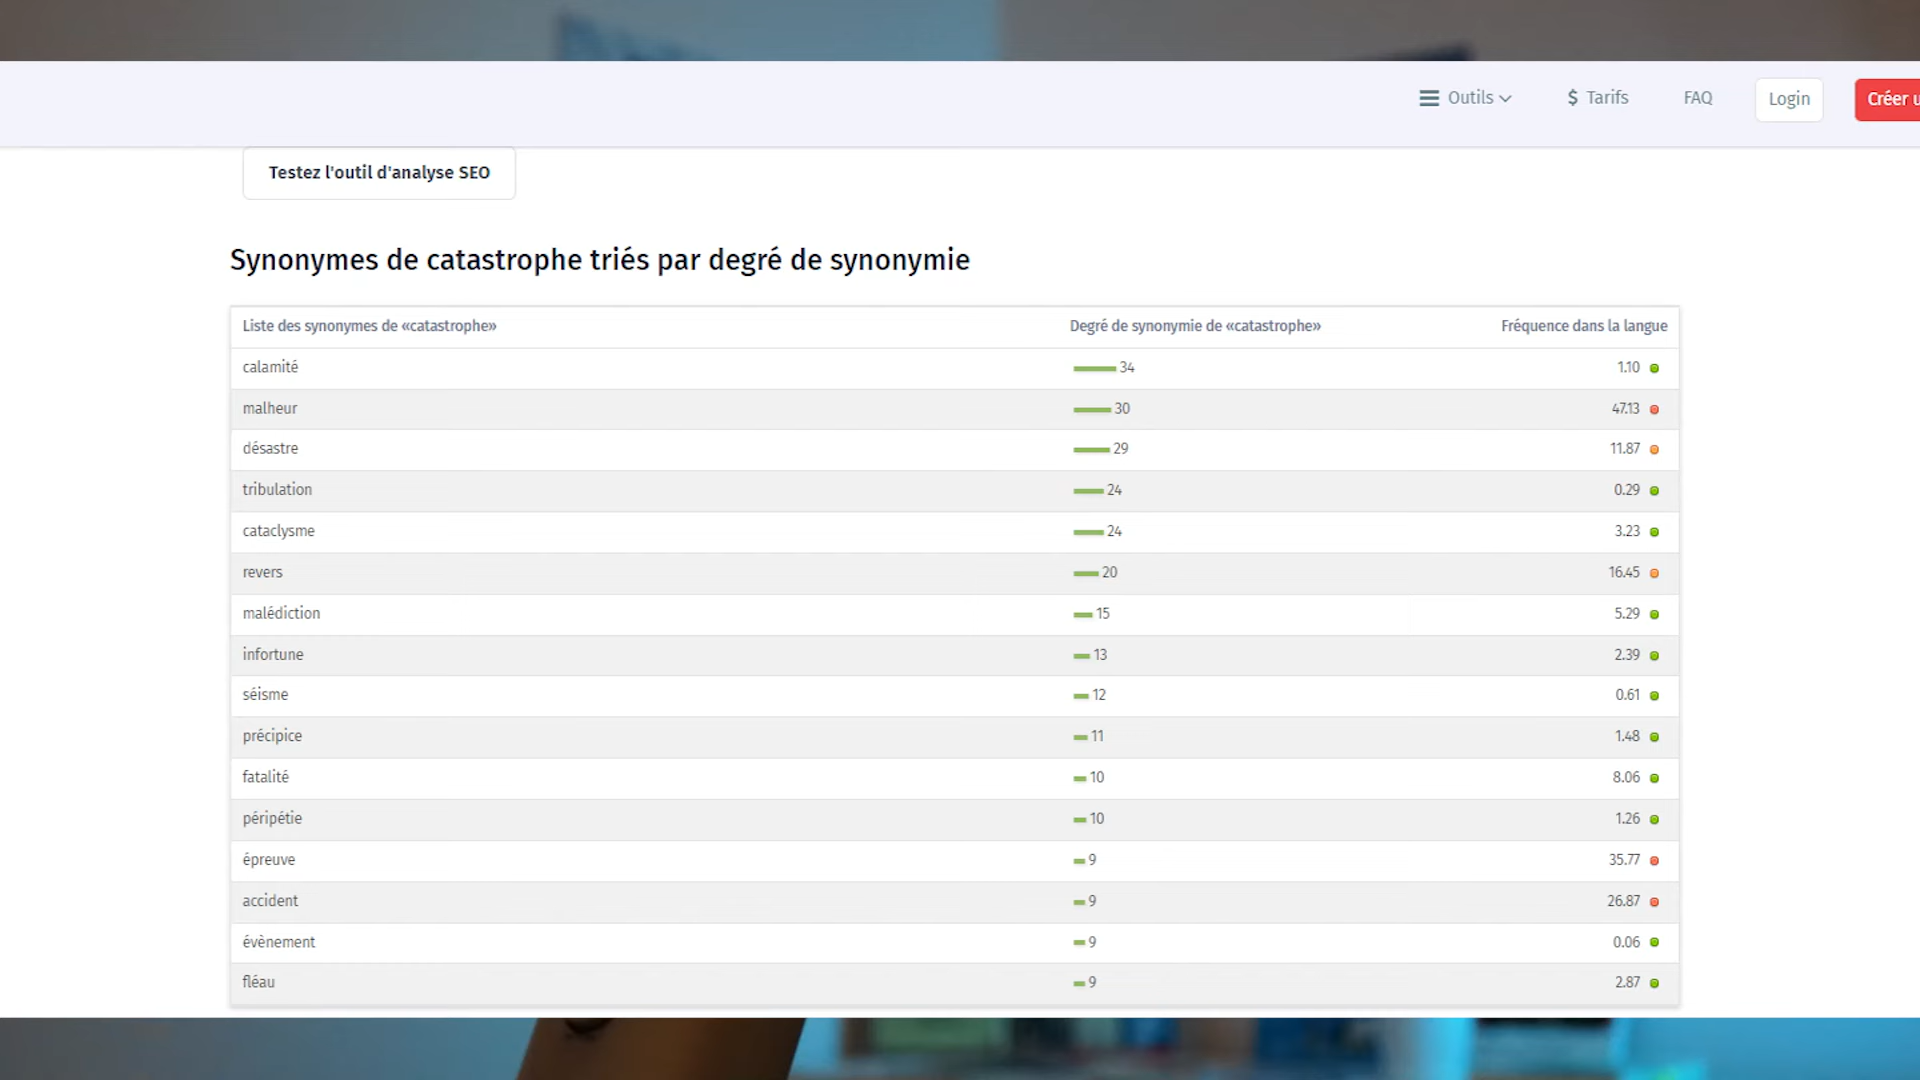 Outils
$ Tarifs
FAQ
Login
Créer u
Testez l'outil d'analyse SEO
Synonymes de catastrophe triés par degré de synonymie
Liste des synonymes de «catastrophe» Degré de synonymie de «catastrophe» Fréquence dans la langue
calamité 34 1.10
malheur 30 47.13
désastre 29 11.87
tribulation 24 0.29
cataclysme 24 3.23
revers 20 16.45
malédiction 15 5.29
infortune 13 2.39
séisme 12 0.61
précipice 11 1.48
fatalité 10 8.06
péripétie 10 1.26
épreuve 9 35.77
accident 9 26.87
évènement 9 0.06
fléau 9 2.87